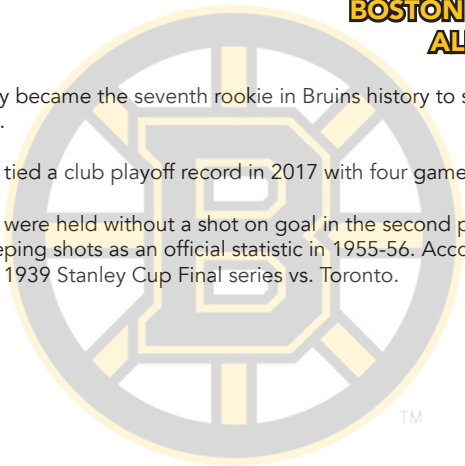 BOSTON
AL
y became the seventh rookie in Bruins history to s
.
tied a club playoff record in 2017 with four game
were held without a shot on goal in the second p
eping shots as an official statistic in 1955-56. Acco
1939 Stanley Cup Final series vs. Toronto.
B
TM